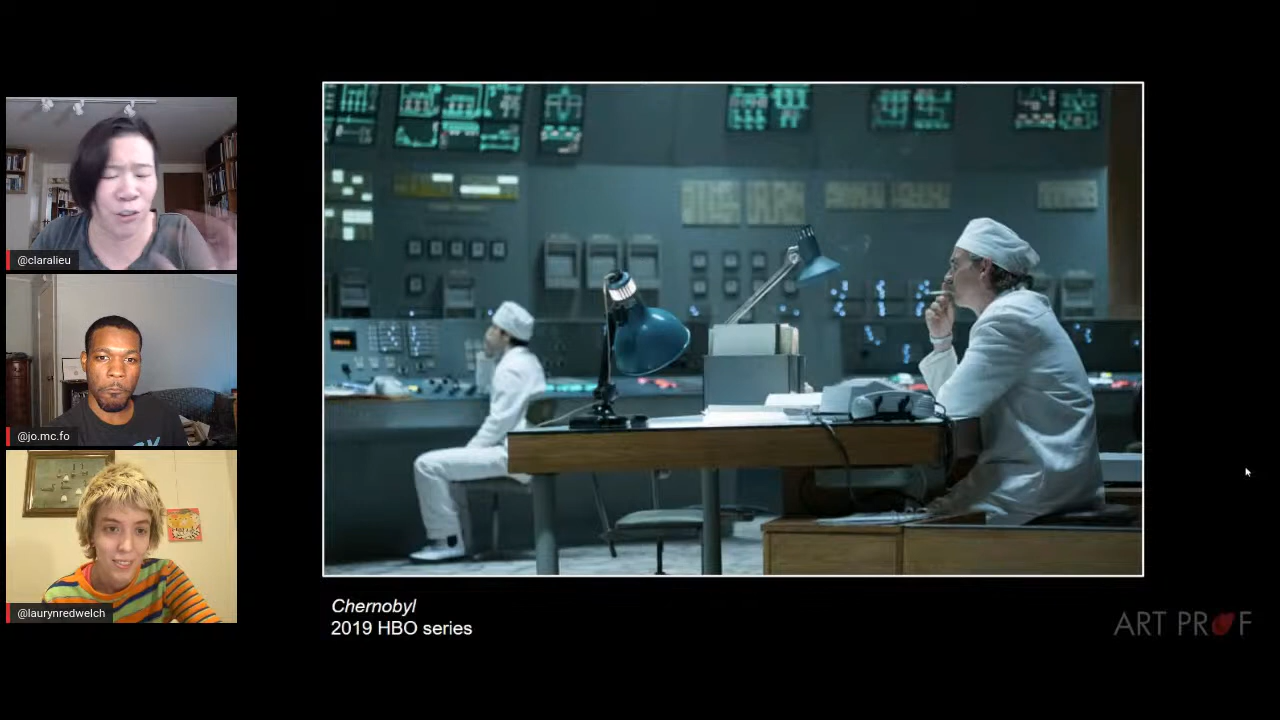 @claralieu
@jo.mc.fo
@laurynredwelch
Chernobyl
2019 HBO series
ART PROF